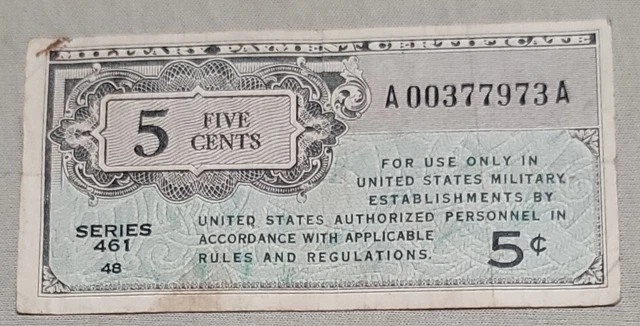 MILITARY PAYMENT CERTIFICATE
A00377973A
5 FIVE CENTS
FOR USE ONLY IN
UNITED STATES MILITARY
ESTABLISHMENTS BY
UNITED STATES AUTHORIZED PERSONNEL IN
ACCORDANCE WITH APPLICABLE
RULES AND REGULATIONS.
SERIES
461
48
5¢